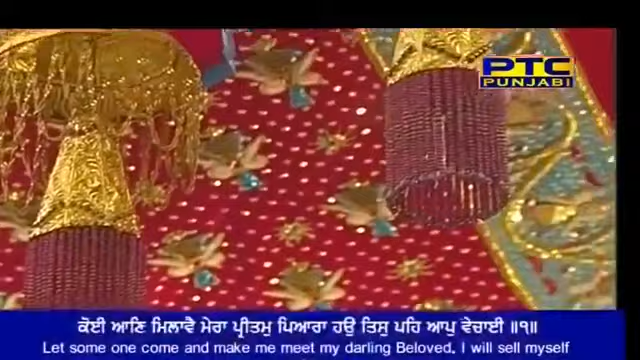 PTC
PUNJABI
ਕੋਈ ਆਣਿ ਮਿਲਾਵੈ ਮੇਰਾ ਪ੍ਰੀਤਮੁ ਪਿਆਰਾ ਹਉ ਤਿਸੁ ਪਹਿ ਆਪੁ ਵੇਚਾਈ ॥੧॥
Let some one come and make me meet my darling Beloved, I will sell myself